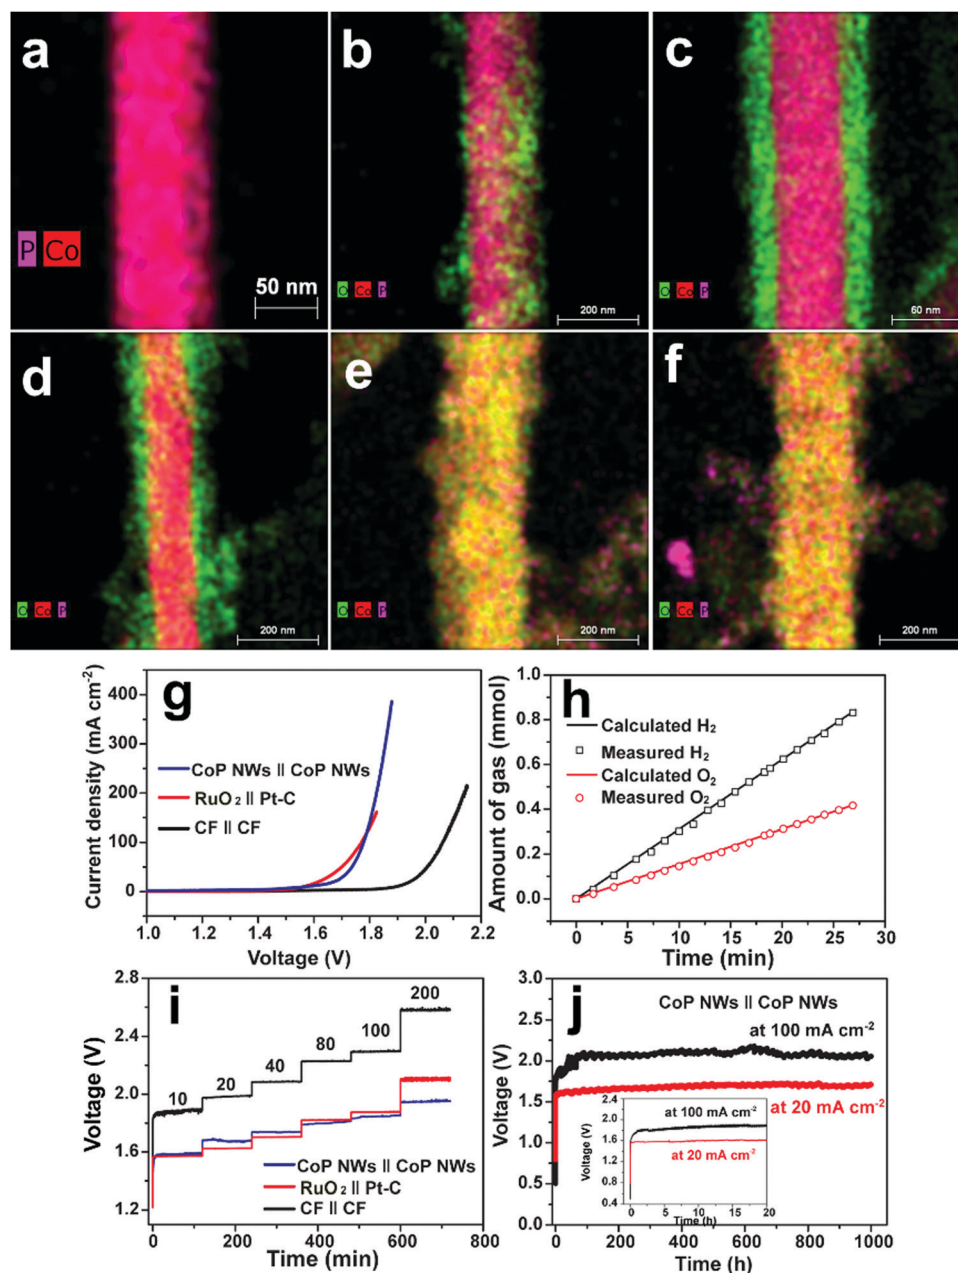 a
P Co
50 nm
b
O Co P
200 nm
c
O Co P
60 nm
d
O Co P
200 nm
e
O Co P
200 nm
f
O Co P
200 nm
g
Current density (mA cm-2)
400
300
200
100
0
CoP NWs || CoP NWs
RuO2 || Pt-C
CF || CF
1.0 1.2 1.4 1.6 1.8 2.0 2.2
Voltage (V)
h
Amount of gas (mmol)
1.0
0.8
0.6
0.4
0.2
0.0
Calculated H2
Measured H2
Calculated O2
Measured O2
0 5 10 15 20 25 30
Time (min)
i
Voltage (V)
2.8
2.4
2.0
1.6
1.2
10 20 40 80 100 200
CoP NWs || CoP NWs
RuO2 || Pt-C
CF || CF
0 200 400 600 800
Time (min)
j
Voltage (V)
3.0
2.5
2.0
1.5
1.0
0.5
0.0
CoP NWs || CoP NWs
at 100 mA cm-2
at 20 mA cm-2
Voltage (V)
2.4
2.0
1.6
1.2
0.8
0.4
at 100 mA cm-2
at 20 mA cm-2
0 5 10 15 20
Time (h)
0 200 400 600 800 1000
Time (h)